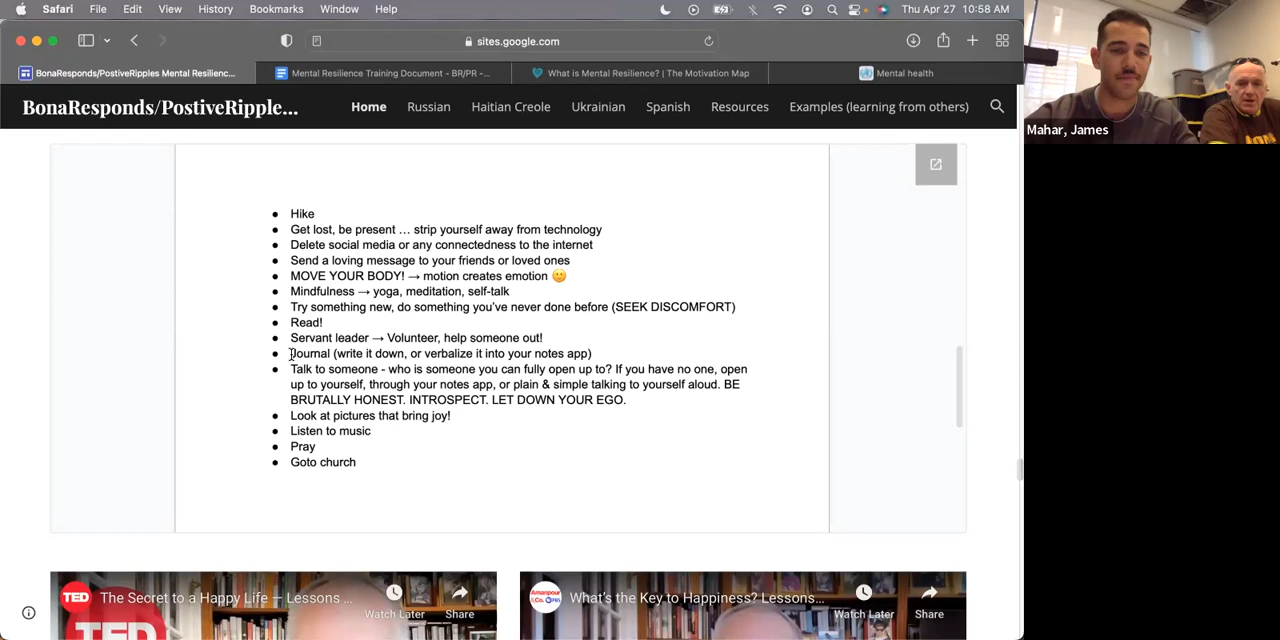 Safari File Edit View History Bookmarks Window Help Thu Apr 27 10:58 AM
sites.google.com
BonaResponds/PostiveRipples Mental Resilienc...
Mental Resilience Training Document - BR/PR -...
What is Mental Resilience? | The Motivation Map
Mental health
BonaResponds/PostiveRipple...
Home Russian Haitian Creole Ukrainian Spanish Resources Examples (learning from others)
Mahar, James
● Hike
● Get lost, be present … strip yourself away from technology
● Delete social media or any connectedness to the internet
● Send a loving message to your friends or loved ones
● MOVE YOUR BODY! → motion creates emotion 🙂
● Mindfulness → yoga, meditation, self-talk
● Try something new, do something you've never done before (SEEK DISCOMFORT)
● Read!
● Servant leader → Volunteer, help someone out!
● Journal (write it down, or verbalize it into your notes app)
● Talk to someone - who is someone you can fully open up to? If you have no one, open
up to yourself, through your notes app, or plain & simple talking to yourself aloud. BE
BRUTALLY HONEST. INTROSPECT. LET DOWN YOUR EGO.
● Look at pictures that bring joy!
● Listen to music
● Pray
● Goto church
TED The Secret to a Happy Life — Lessons ...
Watch Later Share
TED
Amanpour &Co. PBS What's the Key to Happiness? Lessons...
Watch Later Share